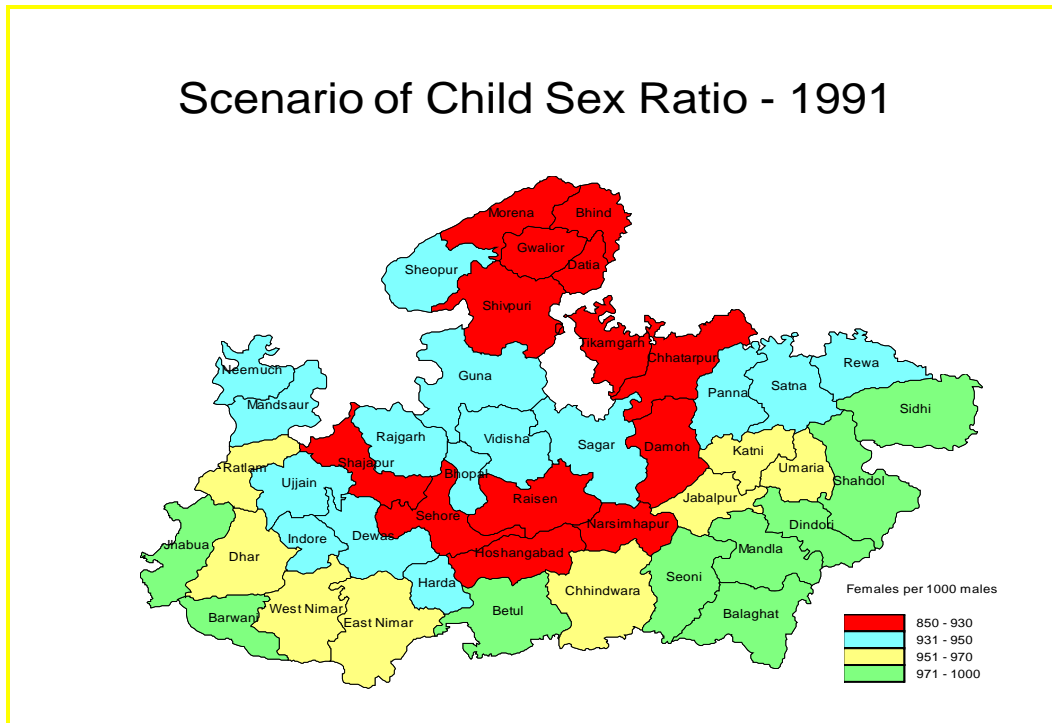 Scenario of Child Sex Ratio - 1991
Morena
Bhind
Gwalior
Datia
Sheopur
Shivpuri
Tikamgarh
Chhatarpur
Rewa
Neemuch
Guna
Panna
Satna
Mandsaur
Sidhi
Rajgarh
Vidisha
Sagar
Damoh
Katni
Ratlam
Shajapur
Bhopal
Umaria
Ujjain
Raisen
Jabalpur
Shahdol
Sehore
Narsimhapur
Dindori
Jhabua
Dhar
Indore
Dewas
Hoshangabad
Mandla
Harda
Chhindwara
Seoni
Barwani
West Nimar
East Nimar
Betul
Balaghat
Females per 1000 males
850 - 930
931 - 950
951 - 970
971 - 1000